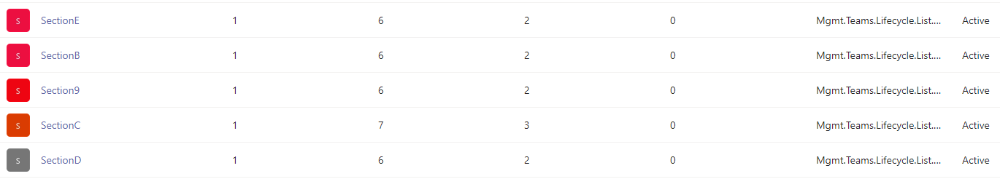 S SectionE 1 6 2 0 Mgmt.Teams.Lifecycle.List.... Active
S SectionB 1 6 2 0 Mgmt.Teams.Lifecycle.List.... Active
S Section9 1 6 2 0 Mgmt.Teams.Lifecycle.List.... Active
S SectionC 1 7 3 0 Mgmt.Teams.Lifecycle.List.... Active
S SectionD 1 6 2 0 Mgmt.Teams.Lifecycle.List.... Active